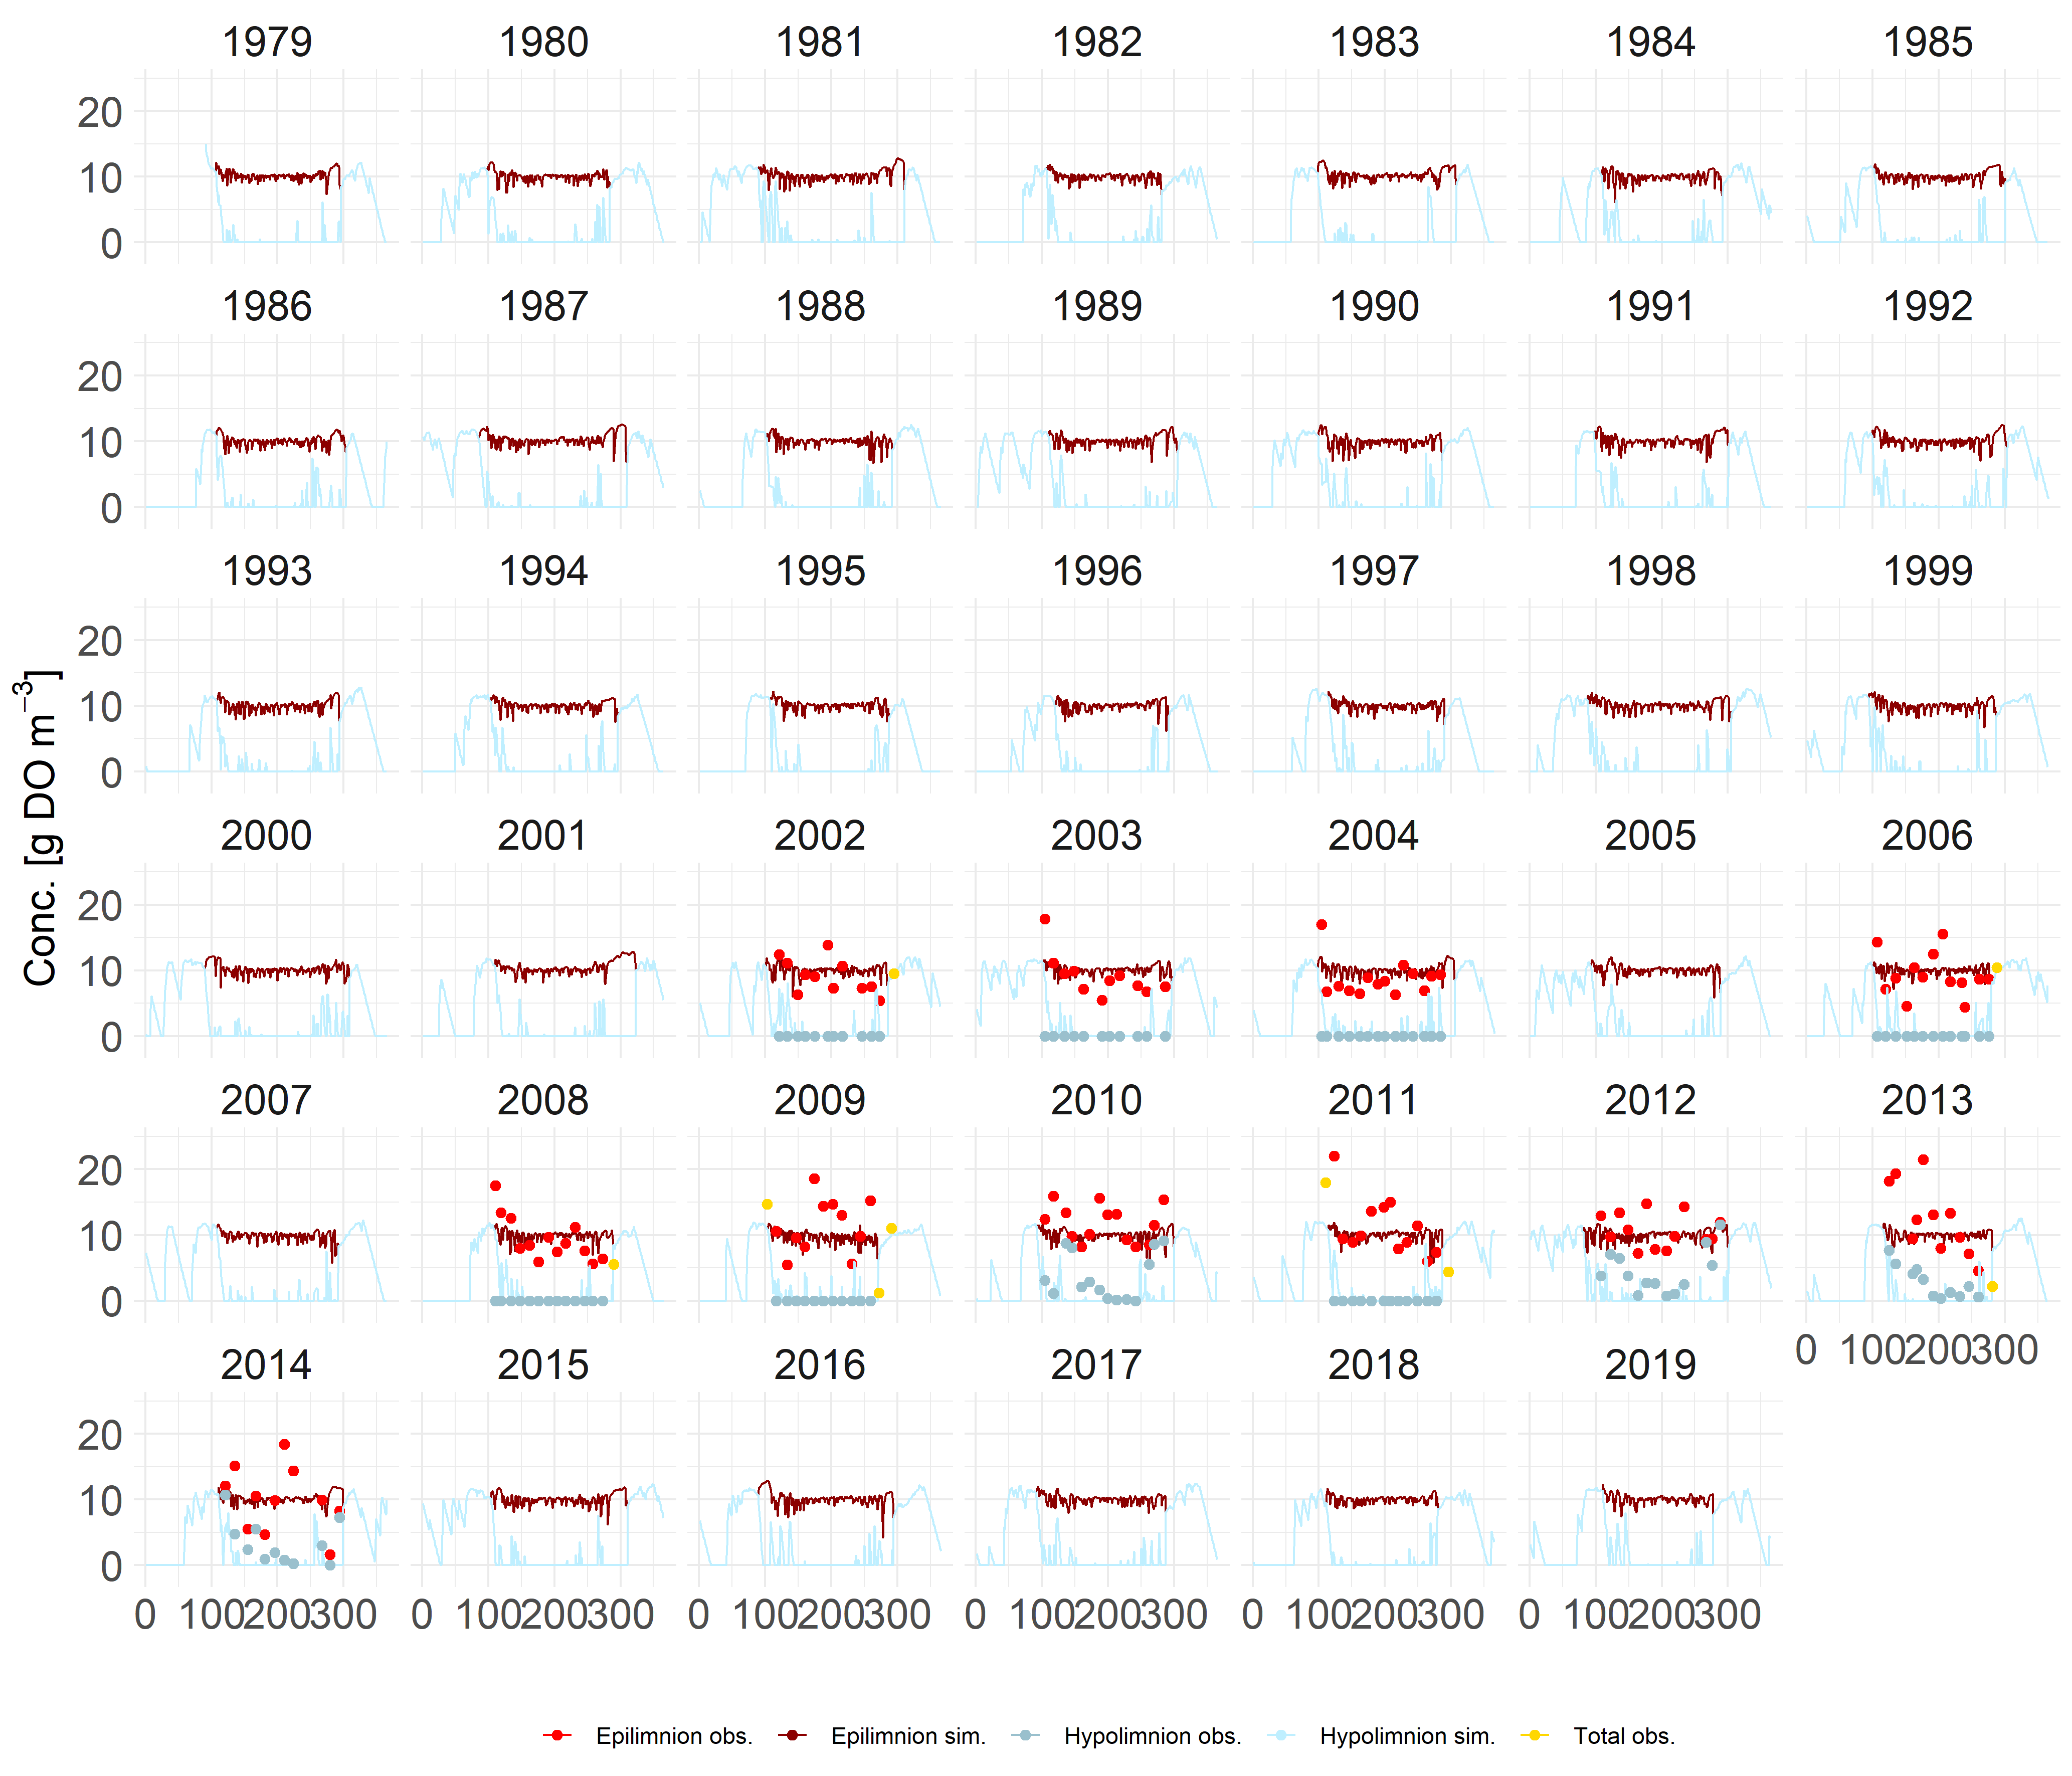 1979 1980 1981 1982 1983 1984 1985
20
10
0
1986 1987 1988 1989 1990 1991 1992
20
10
0
1993 1994 1995 1996 1997 1998 1999
20
10
0
Conc. [g DO m⁻³]
2000 2001 2002 2003 2004 2005 2006
20
10
0
2007 2008 2009 2010 2011 2012 2013
20
10
0
0 100 200 300
2014 2015 2016 2017 2018 2019
20
10
0
0 100 200 300 0 100 200 300 0 100 200 300 0 100 200 300 0 100 200 300 0 100 200 300
Epilimnion obs. Epilimnion sim. Hypolimnion obs. Hypolimnion sim. Total obs.